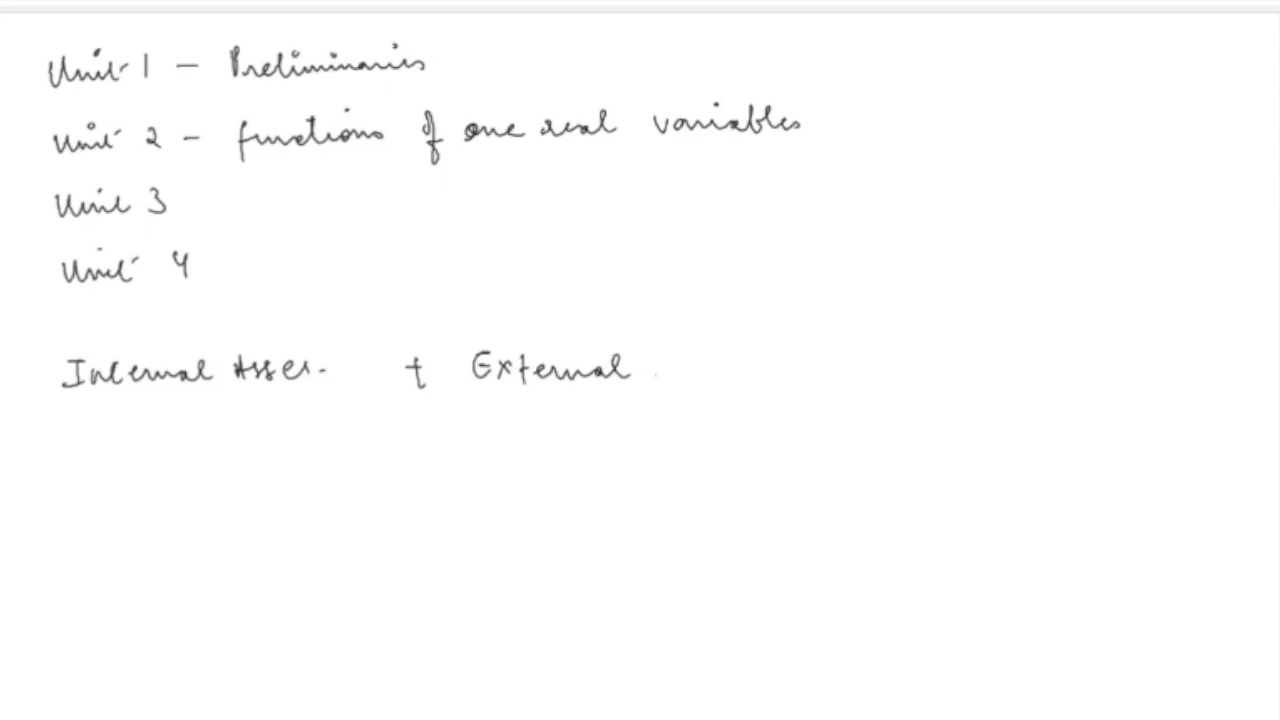 Unit 1 - Preliminaries
Unit 2 - functions of one real variables
Unit 3
Unit 4
Internal Asses. + External